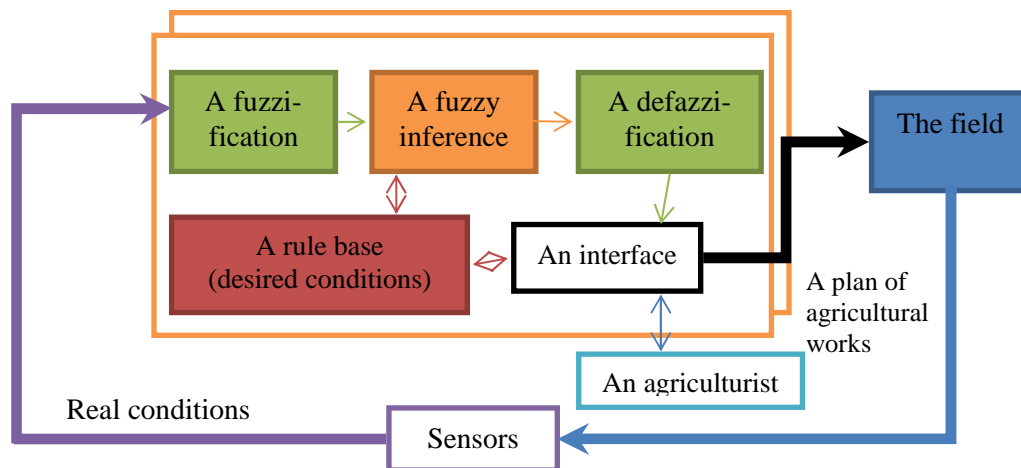 A fuzzi-
fication
A fuzzy
inference
A defazzi-
fication
The field
A rule base
(desired conditions)
An interface
A plan of
agricultural
works
An agriculturist
Real conditions
Sensors